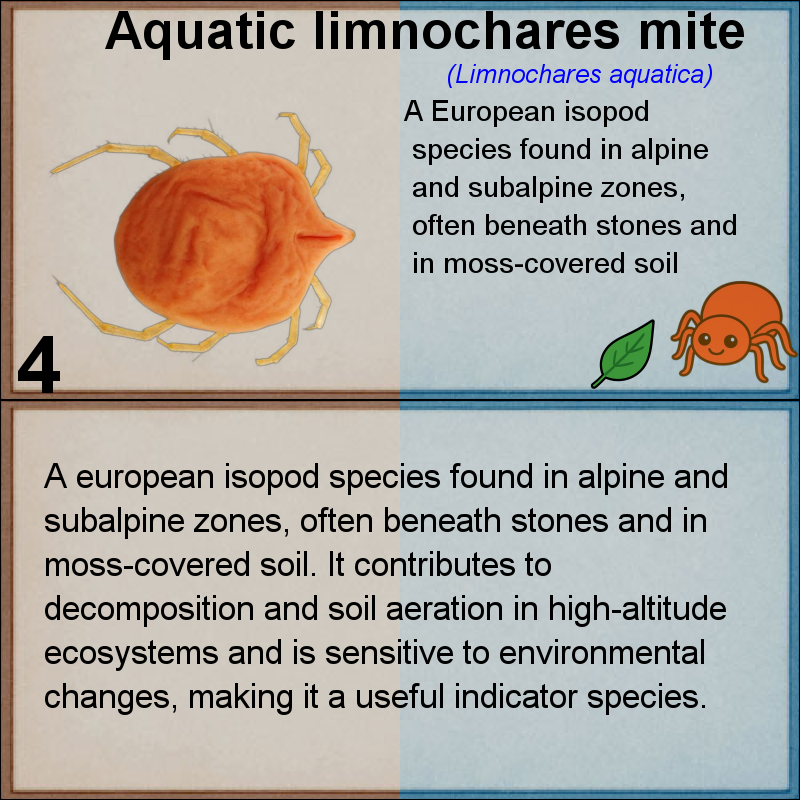 Aquatic limnochares mite
(Limnochares aquatica)
A European isopod
species found in alpine
and subalpine zones,
often beneath stones and
in moss-covered soil
4
A european isopod species found in alpine and
subalpine zones, often beneath stones and in
moss-covered soil. It contributes to
decomposition and soil aeration in high-altitude
ecosystems and is sensitive to environmental
changes, making it a useful indicator species.